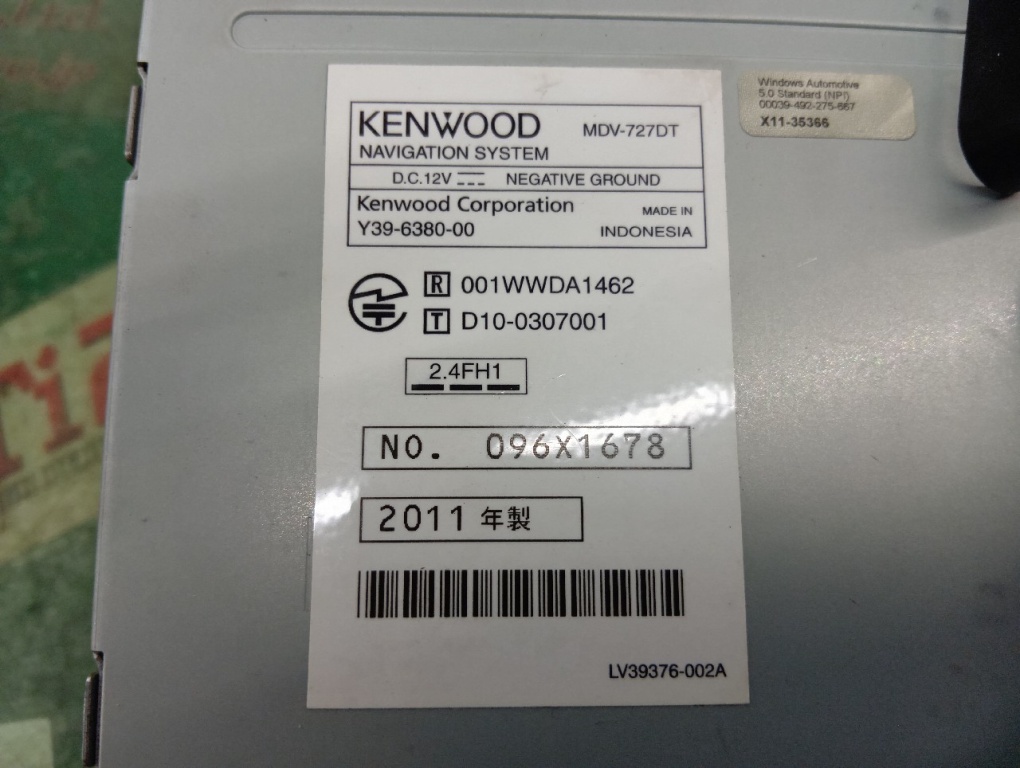 KENWOOD MDV-727DT
NAVIGATION SYSTEM
D.C.12V NEGATIVE GROUND
Kenwood Corporation
Y39-6380-00
MADE IN
INDONESIA
R 001WWDA1462
T D10-0307001
2.4FH1
NO. 096X1678
2011 年製
LV39376-002A
Windows Automotive
5.0 Standard (NPI)
00039-492-275-667
X11-35366